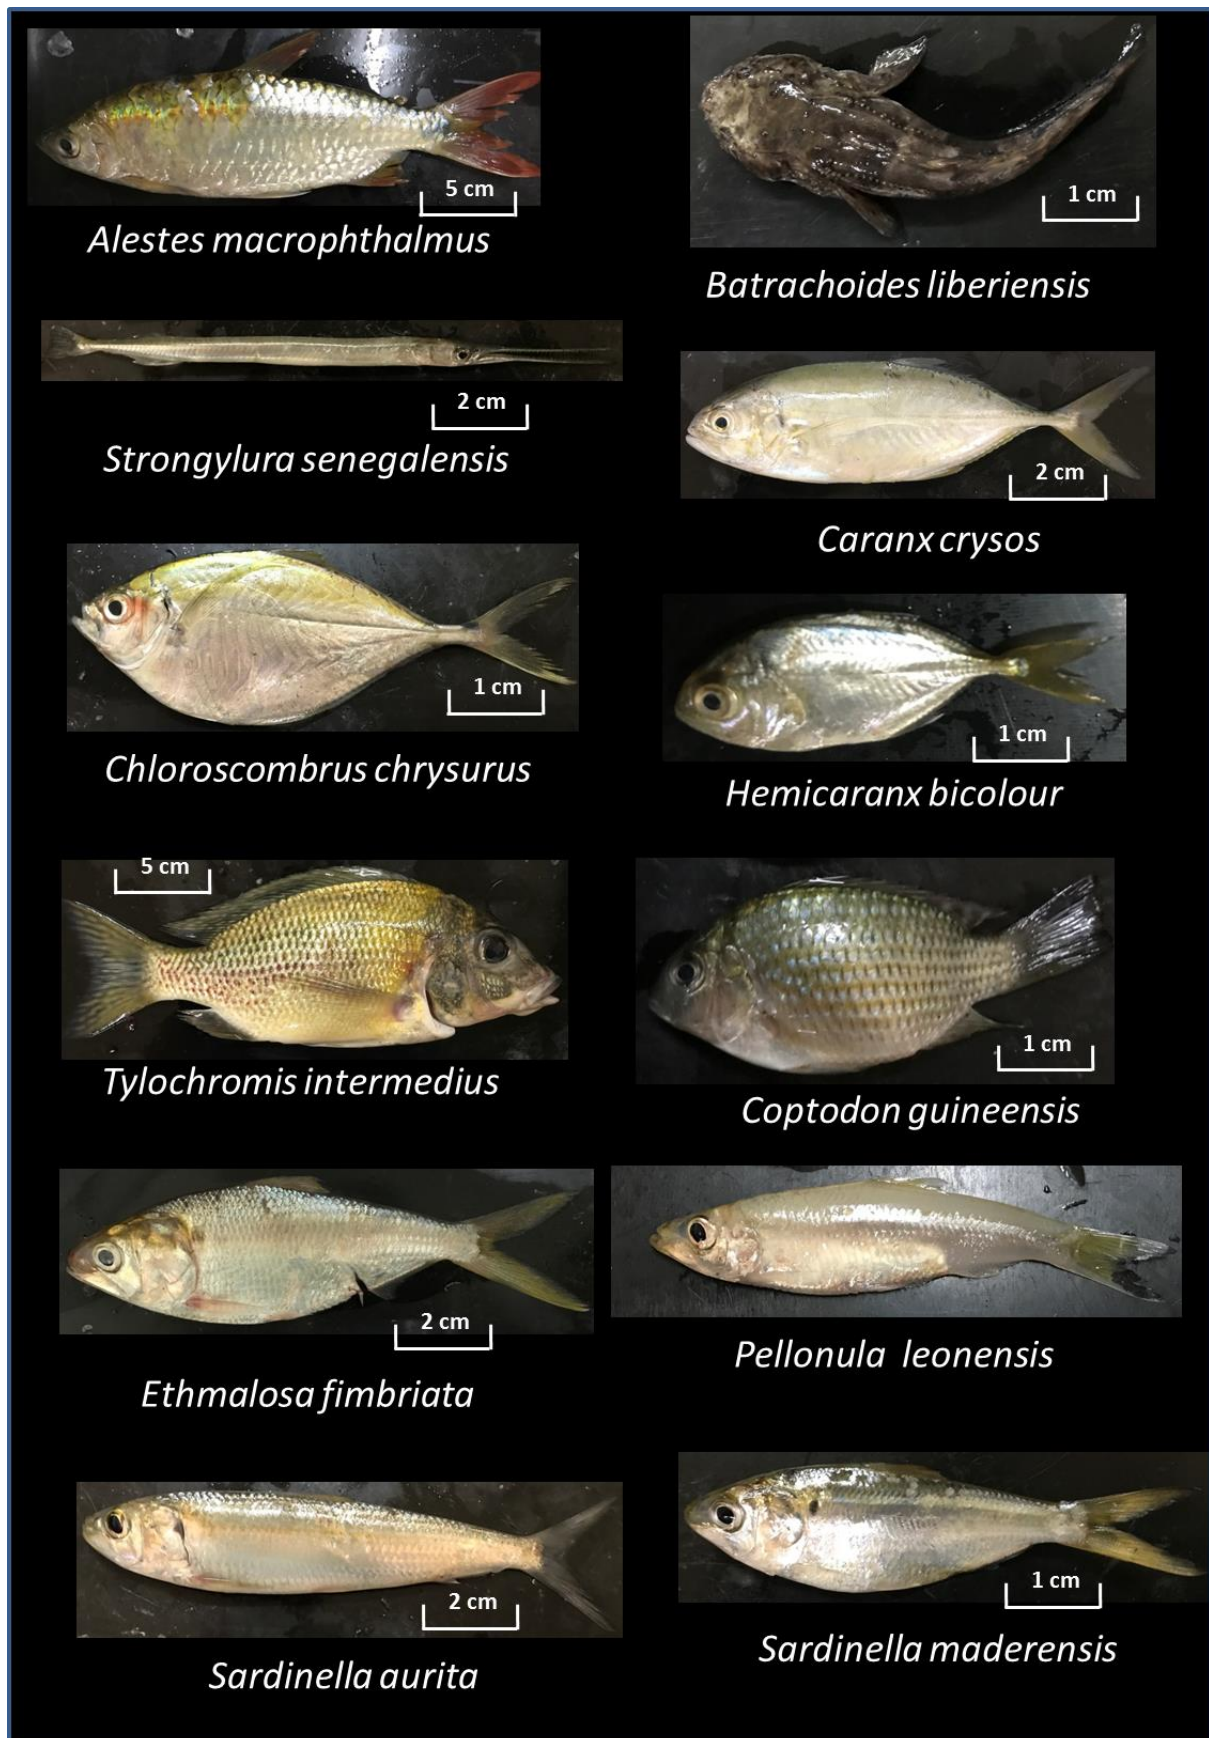 5 cm
Alestes macrophthalmus
1 cm
Batrachoides liberiensis
2 cm
Strongylura senegalensis
2 cm
Caranx crysos
1 cm
Chloroscombrus chrysurus
1 cm
Hemicaranx bicolour
5 cm
Tylochromis intermedius
1 cm
Coptodon guineensis
2 cm
Ethmalosa fimbriata
Pellonula leonensis
2 cm
Sardinella aurita
1 cm
Sardinella maderensis